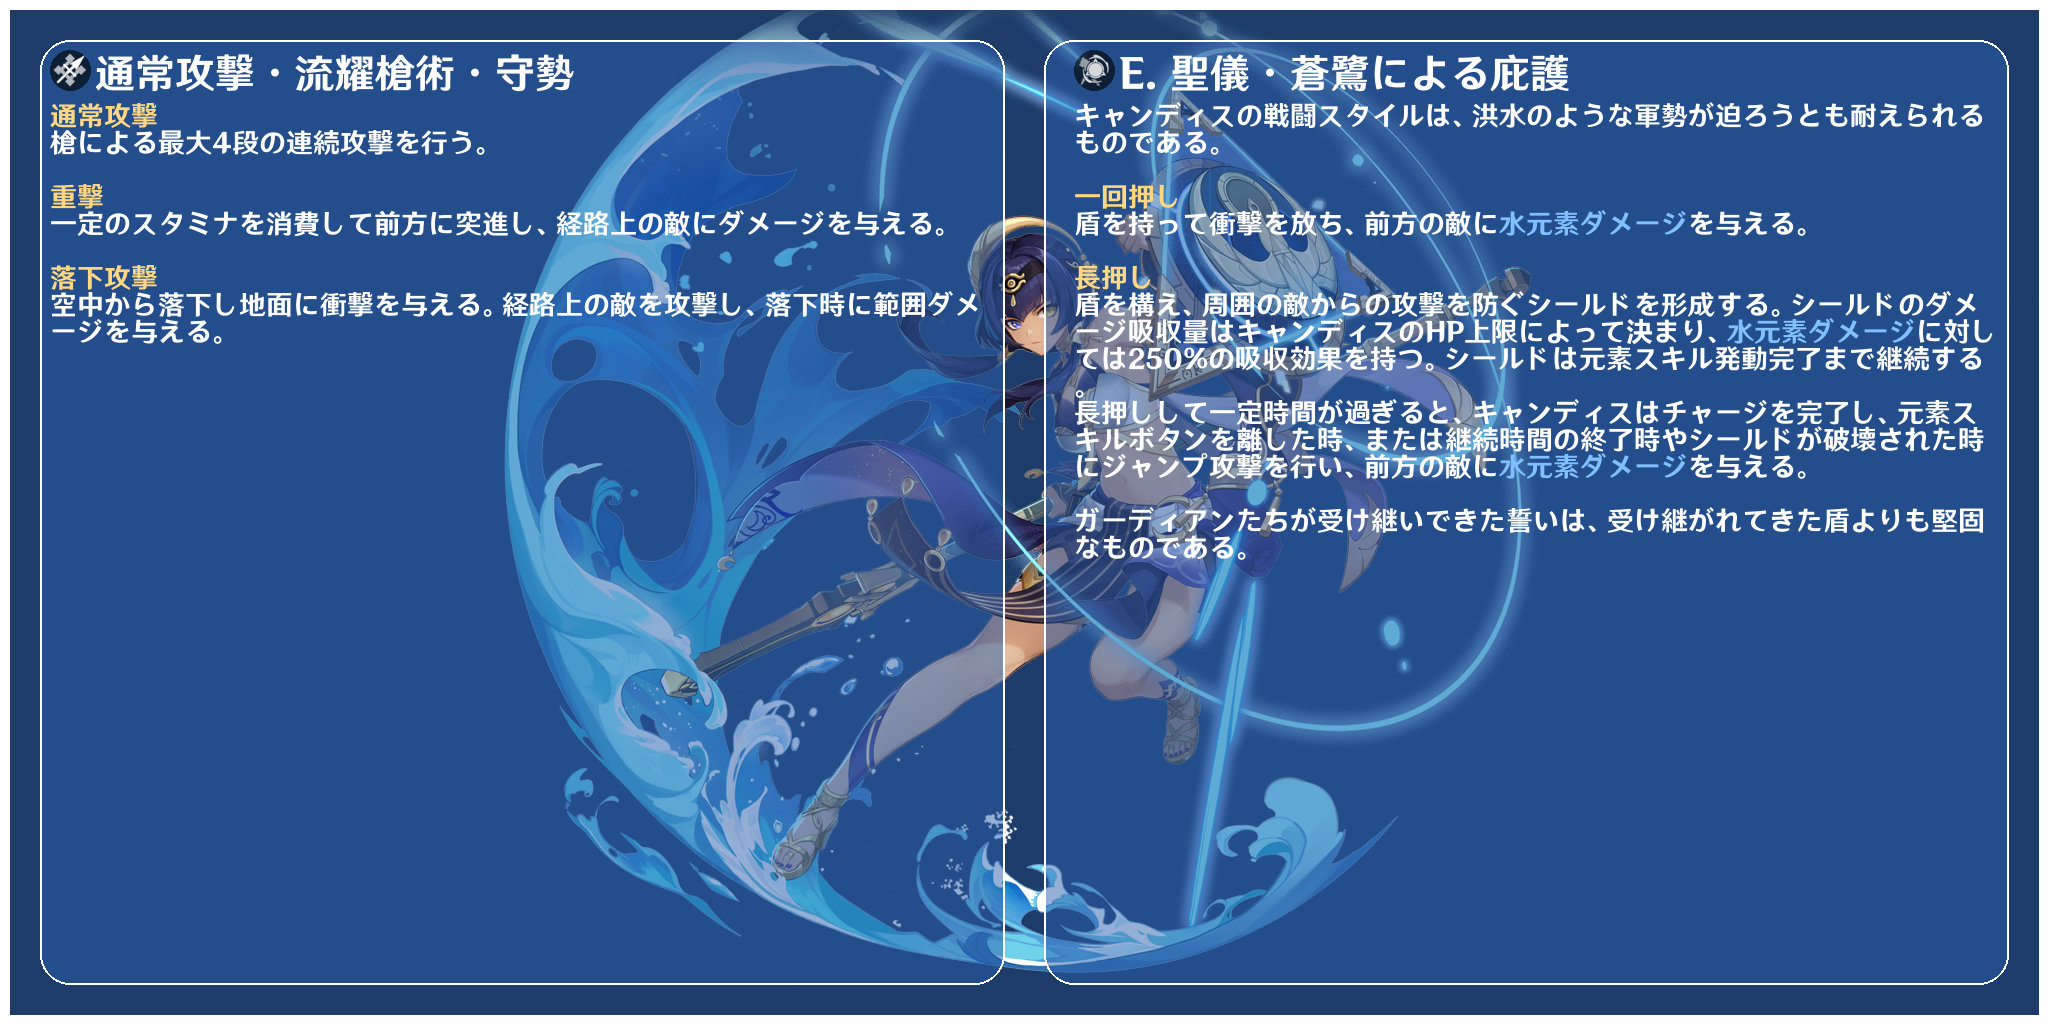 通常攻撃・流耀槍術・守勢
通常攻撃
槍による最大4段の連続攻撃を行う。
重撃
一定のスタミナを消費して前方に突進し、経路上の敵にダメージを与える。
落下攻撃
空中から落下し地面に衝撃を与える。経路上の敵を攻撃し、落下時に範囲ダメ
ージを与える。
E. 聖儀・蒼鷺による庇護
キャンディスの戦闘スタイルは、洪水のような軍勢が迫ろうとも耐えられる
ものである。
一回押し
盾を持って衝撃を放ち、前方の敵に水元素ダメージを与える。
長押し
盾を構え、周囲の敵からの攻撃を防ぐシールドを形成する。シールドのダメ
ージ吸収量はキャンディスのHP上限によって決まり、水元素ダメージに対し
ては250%の吸収効果を持つ。シールドは元素スキル発動完了まで継続する
。
長押しして一定時間が過ぎると、キャンディスはチャージを完了し、元素ス
キルボタンを離した時、または継続時間の終了時やシールドが破壊された時
にジャンプ攻撃を行い、前方の敵に水元素ダメージを与える。
ガーディアンたちが受け継いできた誓いは、受け継がれてきた盾よりも堅固
なものである。